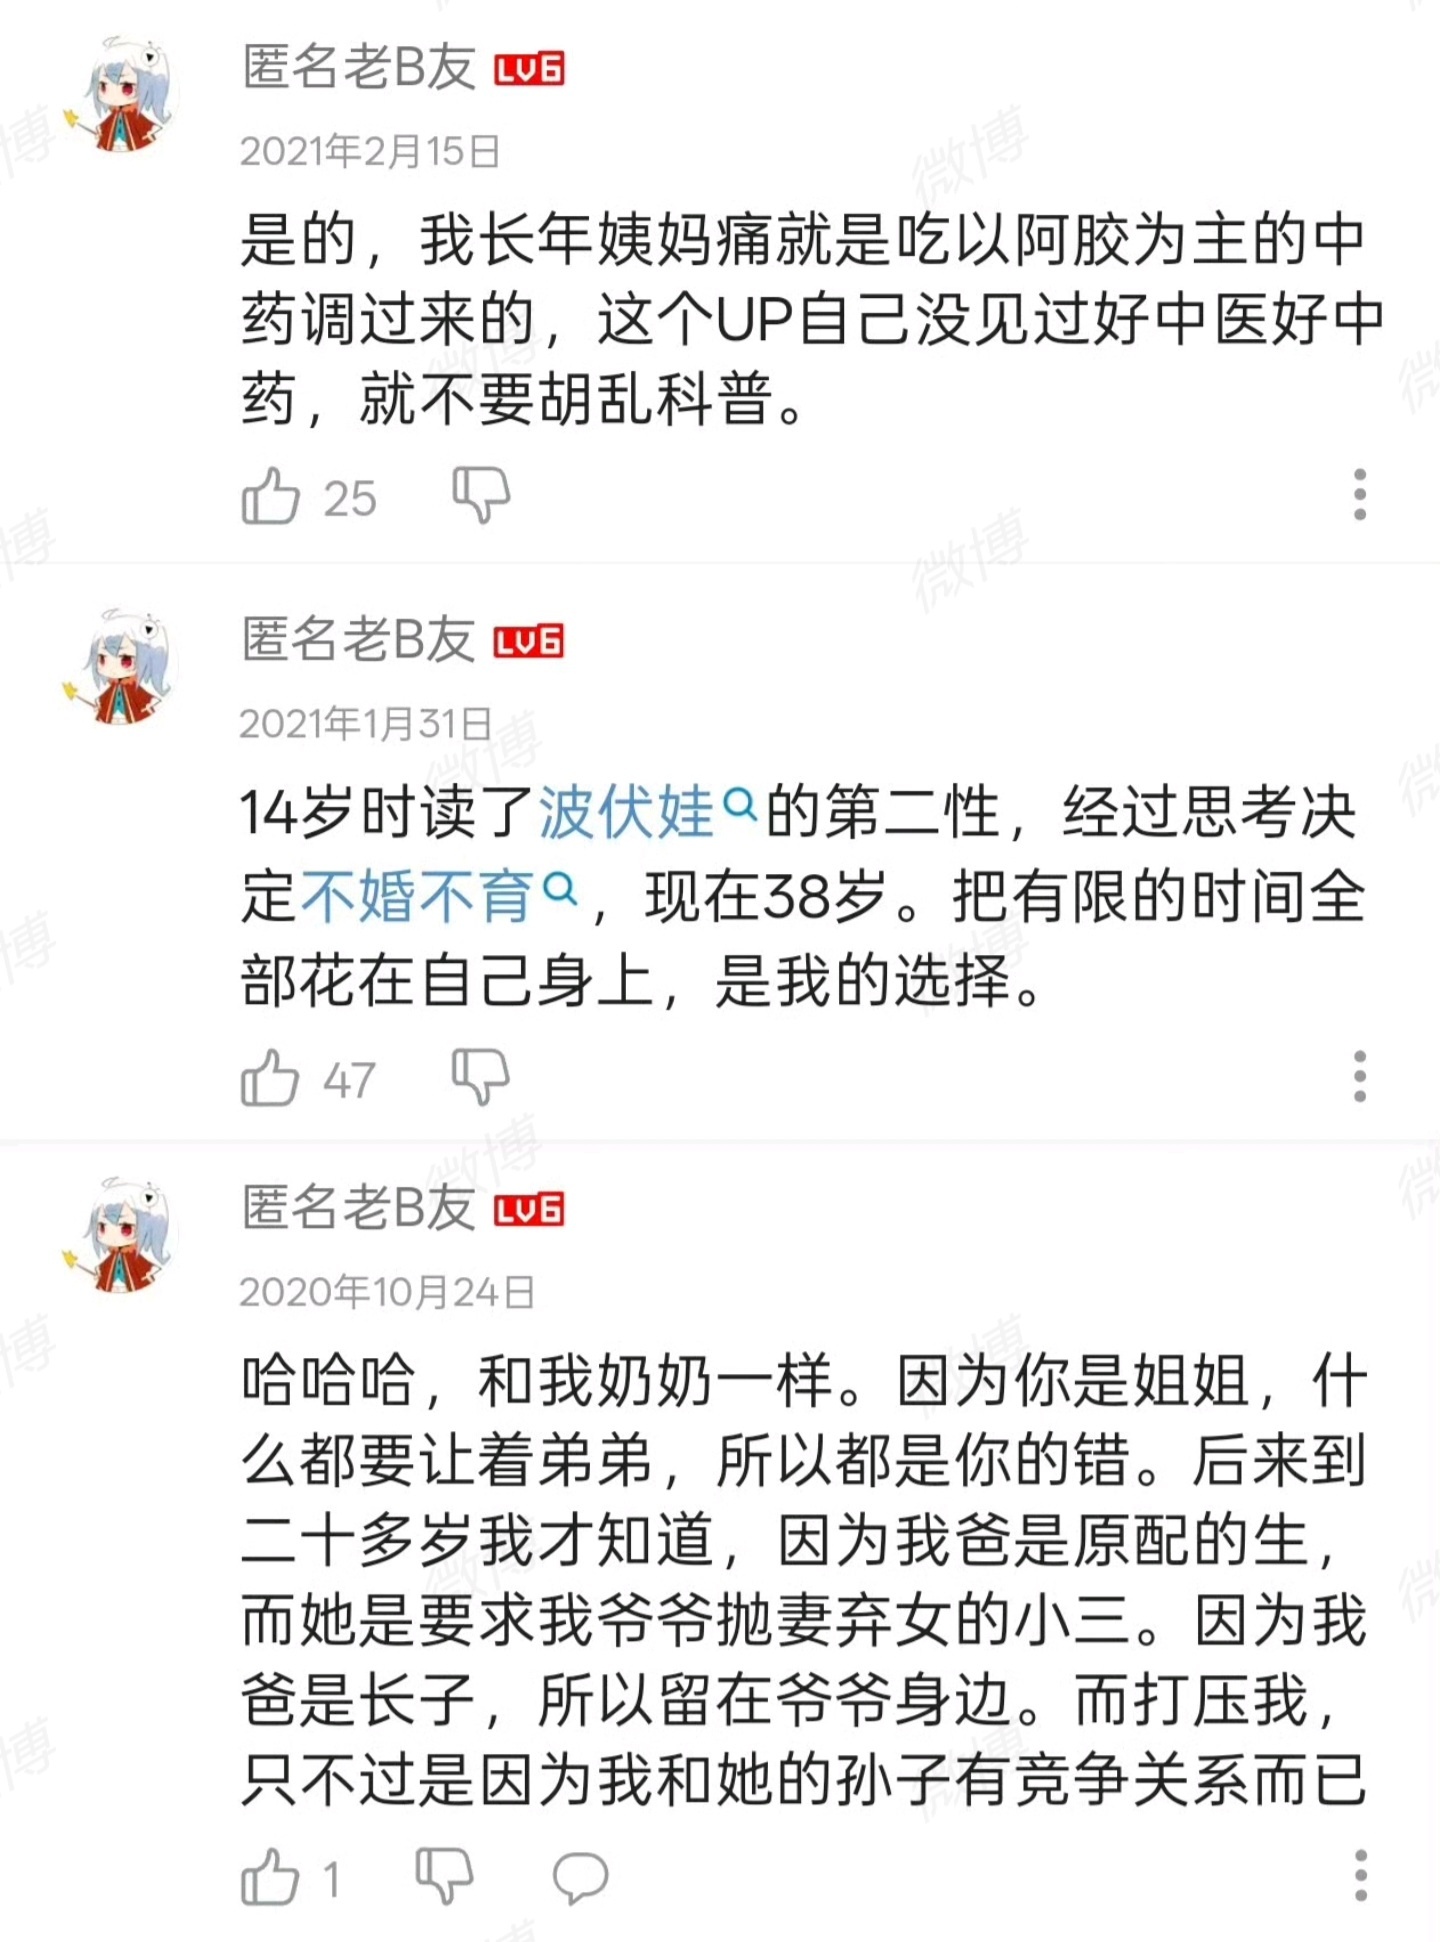 匿名老B友 LV6
2021年2月15日
是的，我长年姨妈痛就是吃以阿胶为主的中
药调过来的，这个UP自己没见过好中医好中
药，就不要胡乱科普。
25
匿名老B友 LV6
2021年1月31日
14岁时读了波伏娃的第二性，经过思考决
定不婚不育，现在38岁。把有限的时间全
部花在自己身上，是我的选择。
47
匿名老B友 LV6
2020年10月24日
哈哈哈，和我奶奶一样。因为你是姐姐，什
么都要让着弟弟，所以都是你的错。后来到
二十多岁我才知道，因为我爸是原配的生，
而她是要求我爷爷抛妻弃女的小三。因为我
爸是长子，所以留在爷爷身边。而打压我，
只不过是因为我和她的孙子有竞争关系而已
1
微博